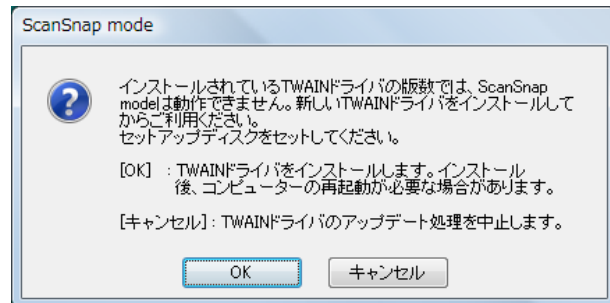 ScanSnap mode
インストールされているTWAINドライバの版数では、ScanSnap
modeは動作できません。新しいTWAINドライバをインストールして
からご利用ください。
セットアップディスクをセットしてください。
[OK] ：TWAINドライバをインストールします。インストール
後、コンピューターの再起動が必要な場合があります。
[キャンセル]：TWAINドライバのアップデート処理を中止します。
OK
キャンセル